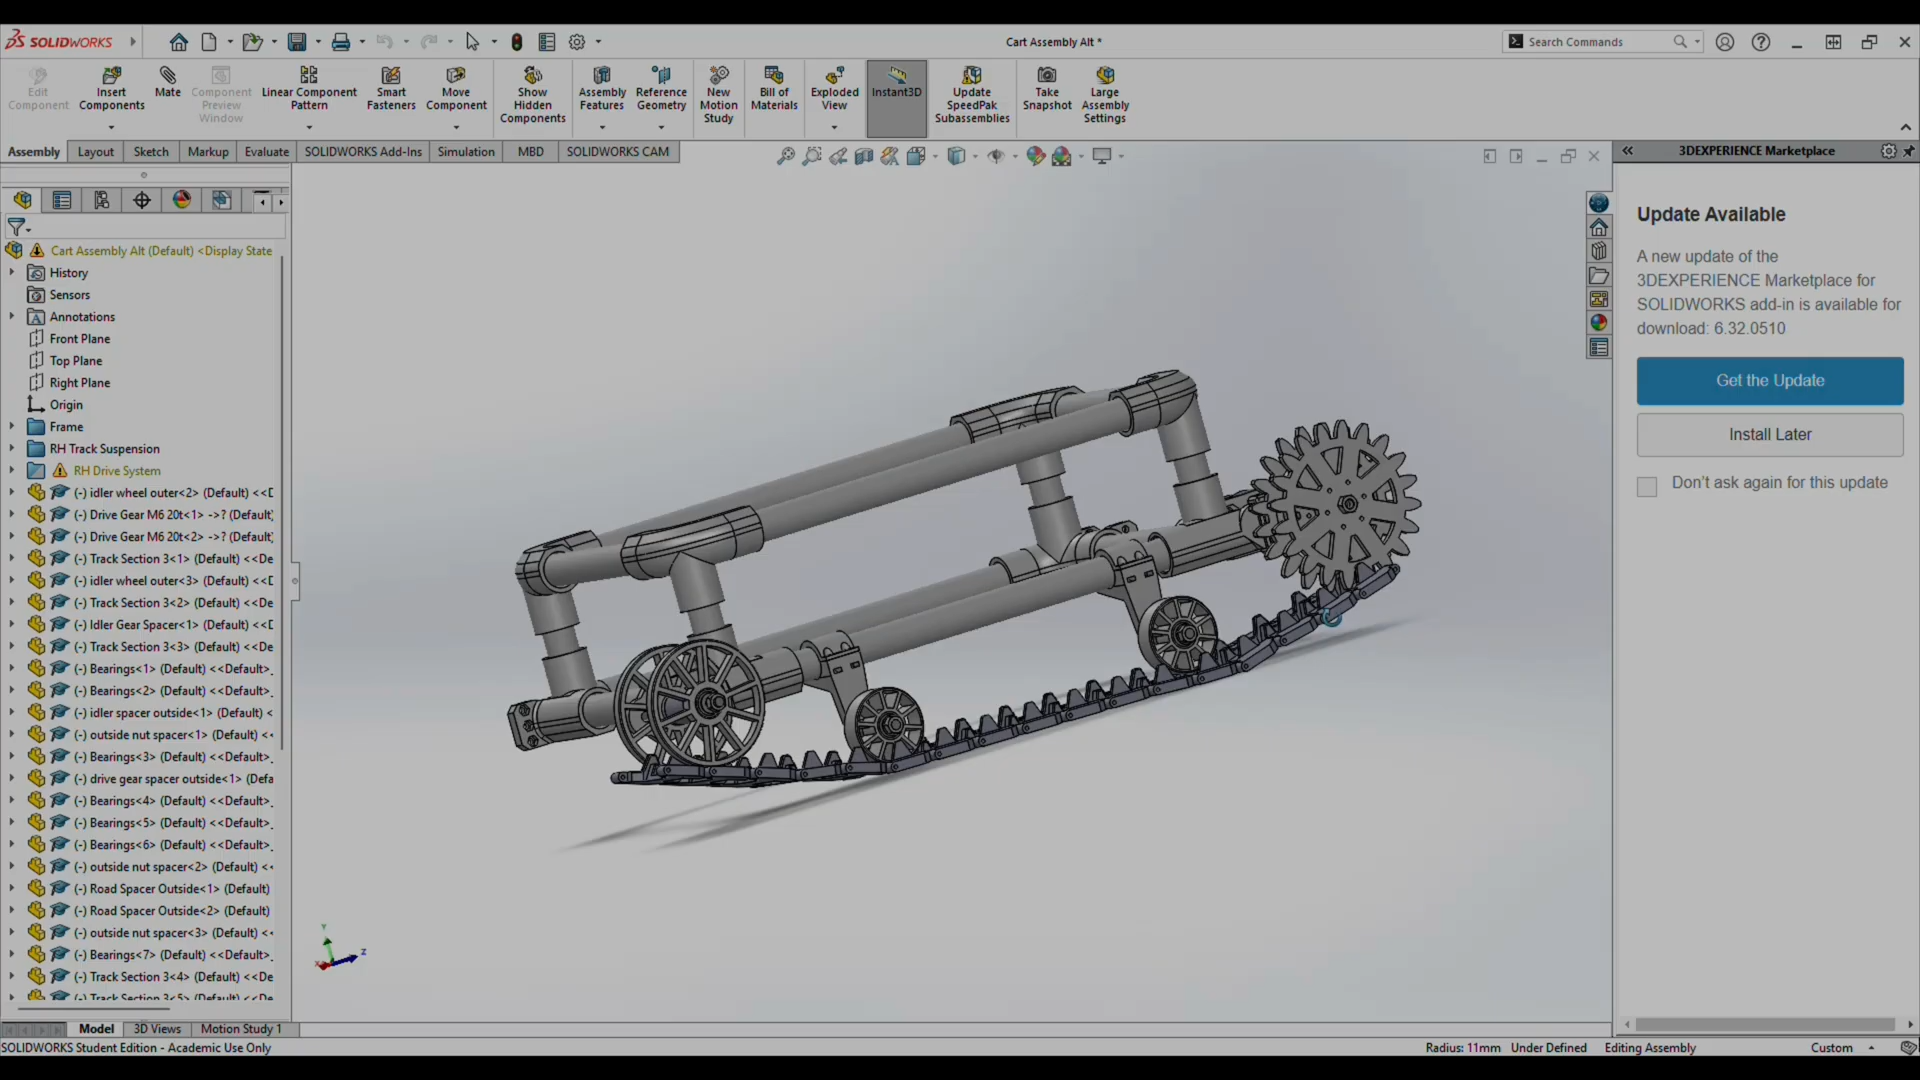 SOLIDWORKS
Cart Assembly Alt *
Search Commands
Edit
Component
Insert
Components
Mate
Component
Preview
Window
Linear Component
Pattern
Smart
Fasteners
Move
Component
Show
Hidden
Components
Assembly
Features
Reference
Geometry
New
Motion
Study
Bill of
Materials
Exploded
View
Instant3D
Update
SpeedPak
Subassemblies
Take
Snapshot
Large
Assembly
Settings
Assembly
Layout
Sketch
Markup
Evaluate
SOLIDWORKS Add-Ins
Simulation
MBD
SOLIDWORKS CAM
3DEXPERIENCE Marketplace
Update Available
A new update of the
3DEXPERIENCE Marketplace for
SOLIDWORKS add-in is available for
download: 6.32.0510
Get the Update
Install Later
Don't ask again for this update
Cart Assembly Alt (Default) <Display State
History
Sensors
Annotations
Front Plane
Top Plane
Right Plane
Origin
Frame
RH Track Suspension
RH Drive System
(-) idler wheel outer<2> (Default) <<D
(-) Drive Gear M6 20t<1> ->? (Default)
(-) Drive Gear M6 20t<2> ->? (Default)
(-) Track Section 3<1> (Default) <<De
(-) idler wheel outer<3> (Default) <<D
(-) Track Section 3<2> (Default) <<De
(-) Idler Gear Spacer<1> (Default) <<D
(-) Track Section 3<3> (Default) <<De
(-) Bearings<1> (Default) <<Default>_
(-) Bearings<2> (Default) <<Default>_
(-) idler spacer outside<1> (Default) <
(-) outside nut spacer<1> (Default) <<
(-) Bearings<3> (Default) <<Default>_
(-) drive gear spacer outside<1> (Defa
(-) Bearings<4> (Default) <<Default>_
(-) Bearings<5> (Default) <<Default>_
(-) Bearings<6> (Default) <<Default>_
(-) outside nut spacer<2> (Default) <<
(-) Road Spacer Outside<1> (Default)
(-) Road Spacer Outside<2> (Default)
(-) outside nut spacer<3> (Default) <<
(-) Bearings<7> (Default) <<Default>_
(-) Track Section 3<4> (Default) <<De
(-) Track Section 3<5> (Default) <<De
Y
Z
X
Model
3D Views
Motion Study 1
SOLIDWORKS Student Edition - Academic Use Only
Radius: 11mm
Under Defined
Editing Assembly
Custom